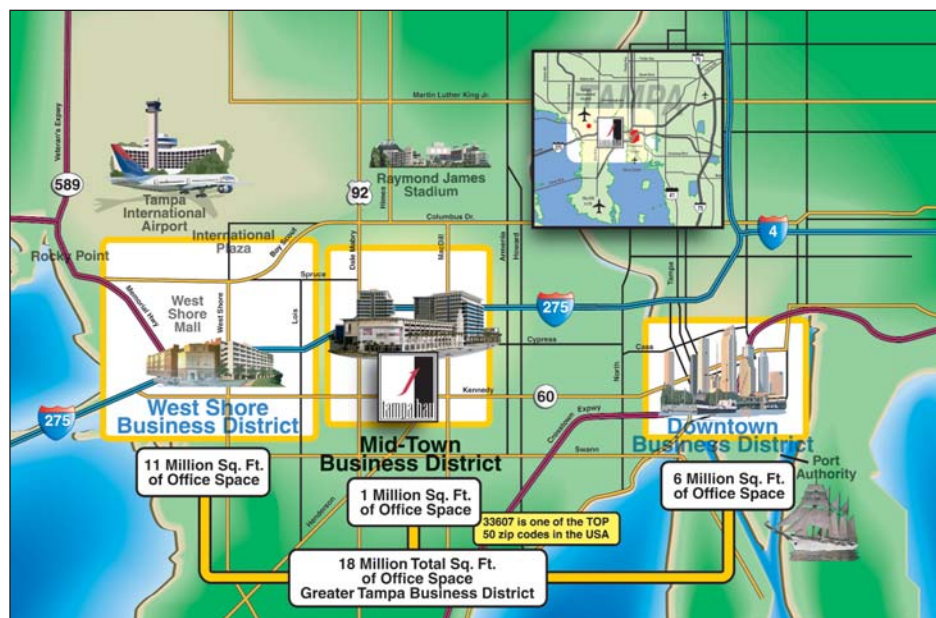 Martin Luther King Jr.
Veteran's Expwy
589
Tampa
International
Airport
92
Himes
Raymond James
Stadium
TAMPA
Columbus Dr.
4
International
Plaza
Boy Scout
Rocky Point
Dale Mabry
MacDill
Armenia
Howard
Tampa
Spruce
Memorial Hwy
West
Shore
Mall
West Shore
Lois
275
Cypress
Cass
North
Kennedy
60
tampa bay
275
West Shore
Business District
Mid-Town
Business District
Crosstown Expwy
Swann
Downtown
Business District
Port
Authority
11 Million Sq. Ft.
of Office Space
1 Million Sq. Ft.
of Office Space
6 Million Sq. Ft.
of Office Space
Henderson
33607 is one of the TOP
50 zip codes in the USA
18 Million Total Sq. Ft.
of Office Space
Greater Tampa Business District